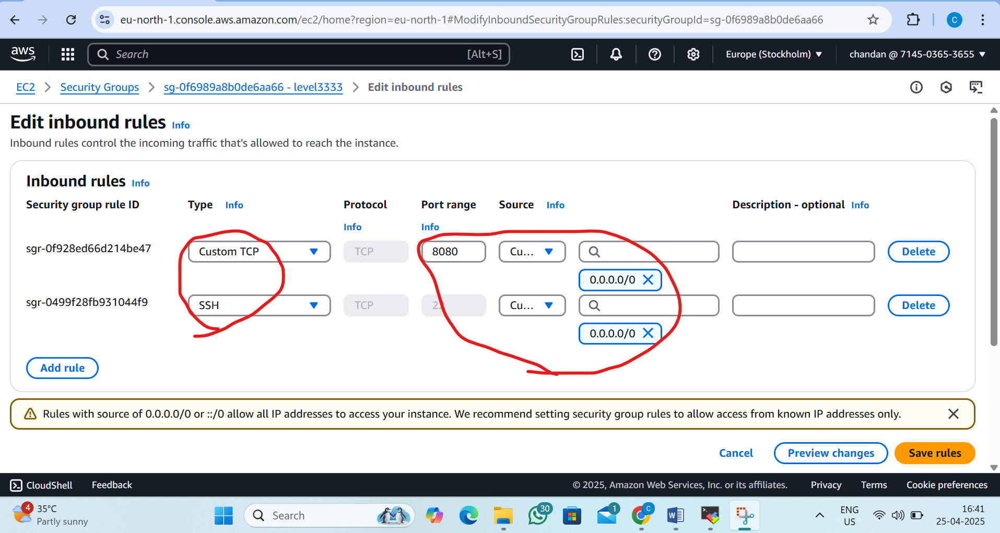 eu-north-1.console.aws.amazon.com/ec2/home?region=eu-north-1#ModifyInboundSecurityGroupRules:securityGroupId=sg-0f6989a8b0de6aa66
C
aws
Search
[Alt+S]
Europe (Stockholm)
chandan @ 7145-0365-3655
EC2
Security Groups
sg-0f6989a8b0de6aa66 - level3333
Edit inbound rules
Edit inbound rules Info
Inbound rules control the incoming traffic that's allowed to reach the instance.
Inbound rules Info
Security group rule ID
Type Info
Protocol
Port range
Source Info
Description - optional Info
Info
Info
sgr-0f928ed66d214be47
Custom TCP
TCP
8080
Cu...
Delete
0.0.0.0/0
sgr-0499f28fb931044f9
SSH
TCP
22
Cu...
Delete
0.0.0.0/0
Add rule
Rules with source of 0.0.0.0/0 or ::/0 allow all IP addresses to access your instance. We recommend setting security group rules to allow access from known IP addresses only.
Cancel
Preview changes
Save rules
CloudShell
Feedback
© 2025, Amazon Web Services, Inc. or its affiliates.
Privacy
Terms
Cookie preferences
4
35°C
Partly sunny
Search
30
1
C
W
ENG
US
16:41
25-04-2025